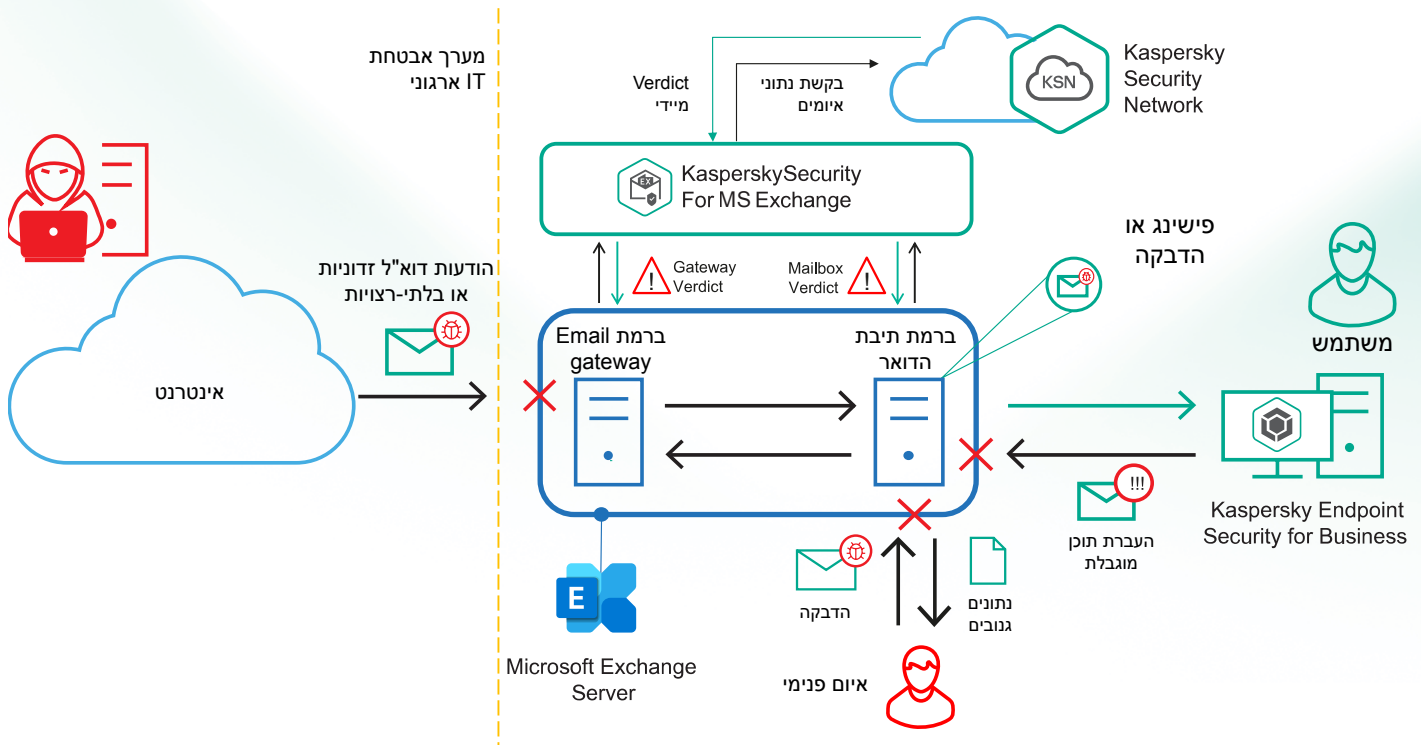 מערך אבטחת
IT ארגוני
Verdict
מיידי
בקשת נתוני
איומים
KSN
Kaspersky
Security
Network
EX
KasperskySecurity
For MS Exchange
הודעות דוא"ל זדוניות
או בלתי-רצויות
!
Gateway
Verdict
Mailbox
Verdict
!
פישינג או
הדבקה
משתמש
אינטרנט
ברמת Email
gateway
ברמת תיבת
הדואר
!!!
העברת תוכן
מוגבלת
Kaspersky Endpoint
Security for Business
E
Microsoft Exchange
Server
הדבקה
נתונים
גנובים
איום פנימי